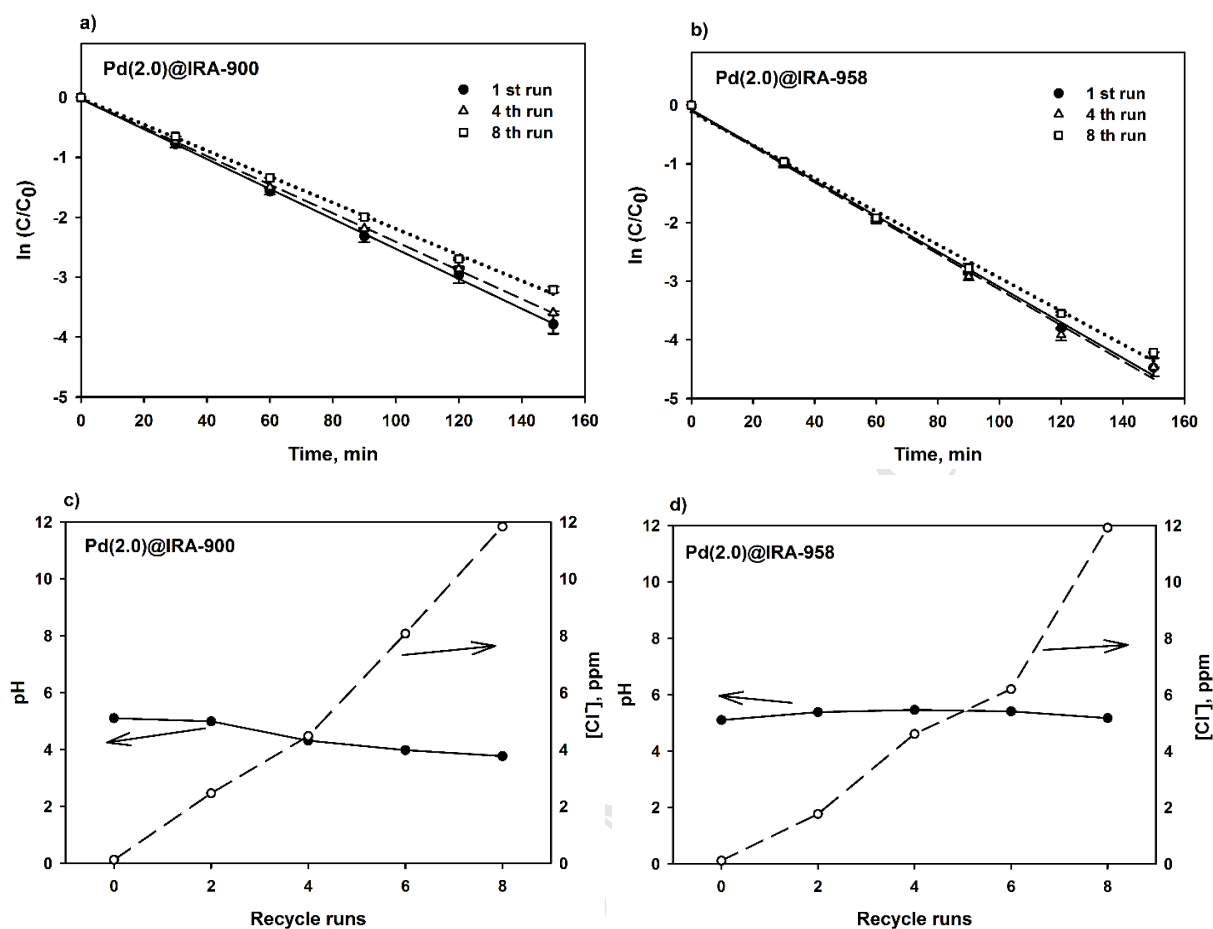 a)
Pd(2.0)@IRA-900
1 st run
4 th run
8 th run
0
-1
-2
-3
-4
-5
ln (C/C0)
0 20 40 60 80 100 120 140 160
Time, min
b)
Pd(2.0)@IRA-958
1 st run
4 th run
8 th run
0
-1
-2
-3
-4
-5
ln (C/C0)
0 20 40 60 80 100 120 140 160
Time, min
c)
Pd(2.0)@IRA-900
12
10
8
6
4
2
0
pH
12
10
8
6
4
2
0
[Cl⁻], ppm
0 2 4 6 8
Recycle runs
d)
Pd(2.0)@IRA-958
12
10
8
6
4
2
0
pH
12
10
8
6
4
2
0
[Cl⁻], ppm
0 2 4 6 8
Recycle runs